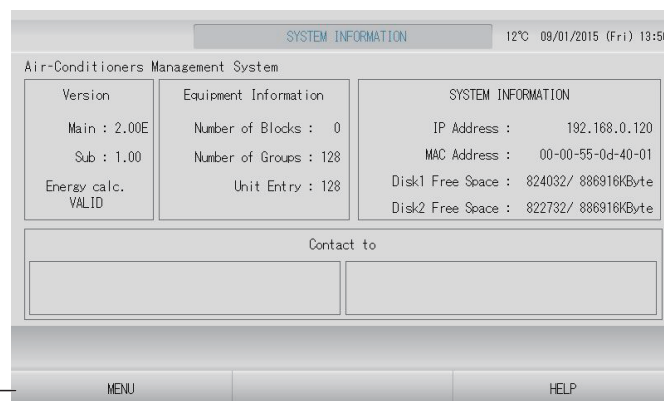 SYSTEM INFORMATION 12°C 09/01/2015 (Fri) 13:5
Air-Conditioners Management System
Version
Main : 2.00E
Sub : 1.00
Energy calc.
VALID
Equipment Information
Number of Blocks : 0
Number of Groups : 128
Unit Entry : 128
SYSTEM INFORMATION
IP Address : 192.168.0.120
MAC Address : 00-00-55-0d-40-01
Disk1 Free Space : 824032/ 886916KByte
Disk2 Free Space : 822732/ 886916KByte
Contact to
MENU HELP